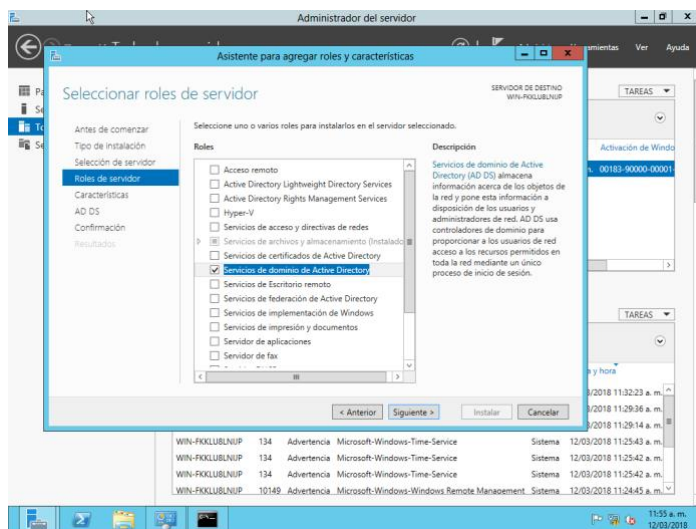 Administrador del servidor
Ver
Ayuda
Asistente para agregar roles y características
TAREAS
Seleccionar roles de servidor
SERVIDOR DE DESTINO
WIN-FKKLU8LNUP
Antes de comenzar
Tipo de instalación
Selección de servidor
Roles de servidor
Características
AD DS
Confirmación
Resultados
Seleccione uno o varios roles para instalarlos en el servidor seleccionado.
Roles
Acceso remoto
Active Directory Lightweight Directory Services
Active Directory Rights Management Services
Hyper-V
Servicios de acceso y directivas de redes
Servicios de archivos y almacenamiento (Instalado
Servicios de certificados de Active Directory
Servicios de dominio de Active Directory
Servicios de Escritorio remoto
Servicios de federación de Active Directory
Servicios de implementación de Windows
Servicios de impresión y documentos
Servidor de aplicaciones
Servidor de fax
Descripción
Servicios de dominio de Active
Directory (AD DS) almacena
información acerca de los objetos de
la red y pone esta información a
disposición de los usuarios y
administradores de red. AD DS usa
controladores de dominio para
proporcionar a los usuarios de red
acceso a los recursos permitidos en
toda la red mediante un único
proceso de inicio de sesión.
Activación de Windo
00183-90000-00001-
TAREAS
y hora
/2018 11:32:23 a. m.
/2018 11:29:36 a. m.
/2018 11:29:14 a. m.
< Anterior
Siguiente >
Instalar
Cancelar
WIN-FKKLU8LNUP 134 Advertencia Microsoft-Windows-Time-Service Sistema 12/03/2018 11:25:43 a. m.
WIN-FKKLU8LNUP 134 Advertencia Microsoft-Windows-Time-Service Sistema 12/03/2018 11:25:42 a. m.
WIN-FKKLU8LNUP 134 Advertencia Microsoft-Windows-Time-Service Sistema 12/03/2018 11:25:42 a. m.
WIN-FKKLU8LNUP 10149 Advertencia Microsoft-Windows-Windows Remote Management Sistema 12/03/2018 11:24:45 a. m.
11:55 a. m.
12/03/2018